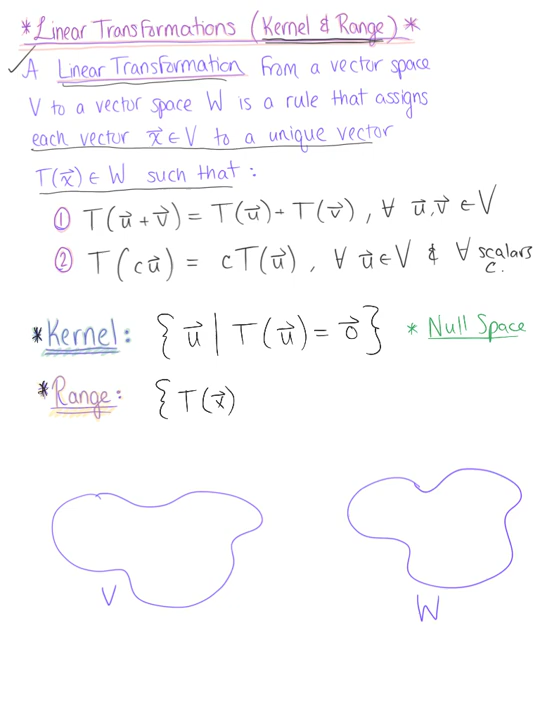 *Linear Transformations (Kernel & Range)*
✓A Linear Transformation from a vector space
V to a vector space W is a rule that assigns
each vector x⃗ ∈ V to a unique vector
T(x⃗) ∈ W such that:
① T(u⃗ + v⃗) = T(u⃗) + T(v⃗), ∀ u⃗, v⃗ ∈ V
② T(cu⃗) = cT(u⃗), ∀ u⃗ ∈ V & ∀ scalars c.
*Kernel: {u⃗ | T(u⃗) = 0⃗} * Null Space
*Range: {T(x⃗)
V
W